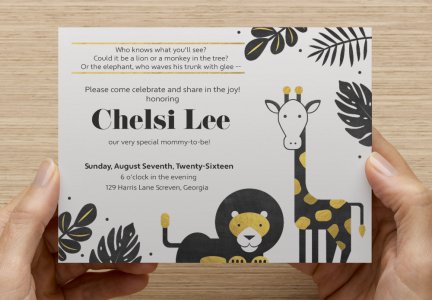 Who knows what you'll see?
Could it be a lion or a monkey in the tree?
Or the elephant, who waves his trunk with glee --
Please come celebrate and share in the joy!
honoring
Chelsi Lee
our very special mommy-to-be!
Sunday, August Seventh, Twenty-Sixteen
6 o'clock in the evening
129 Harris Lane Screven, Georgia